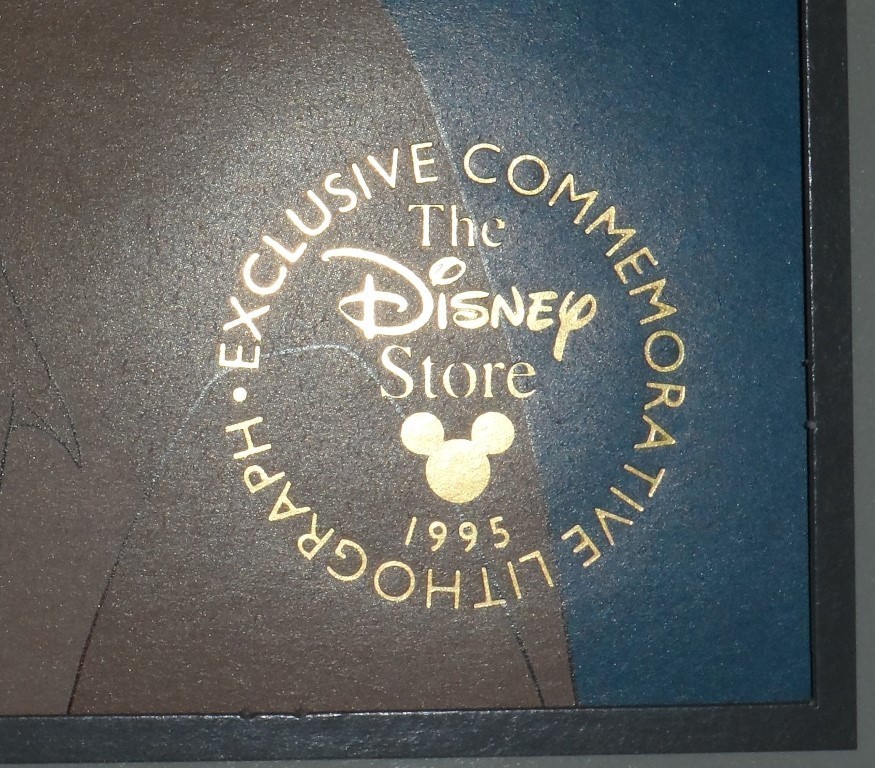 EXCLUSIVE COMMEMORATIVE LITHOGRAPH •
The
Disney
Store
1995